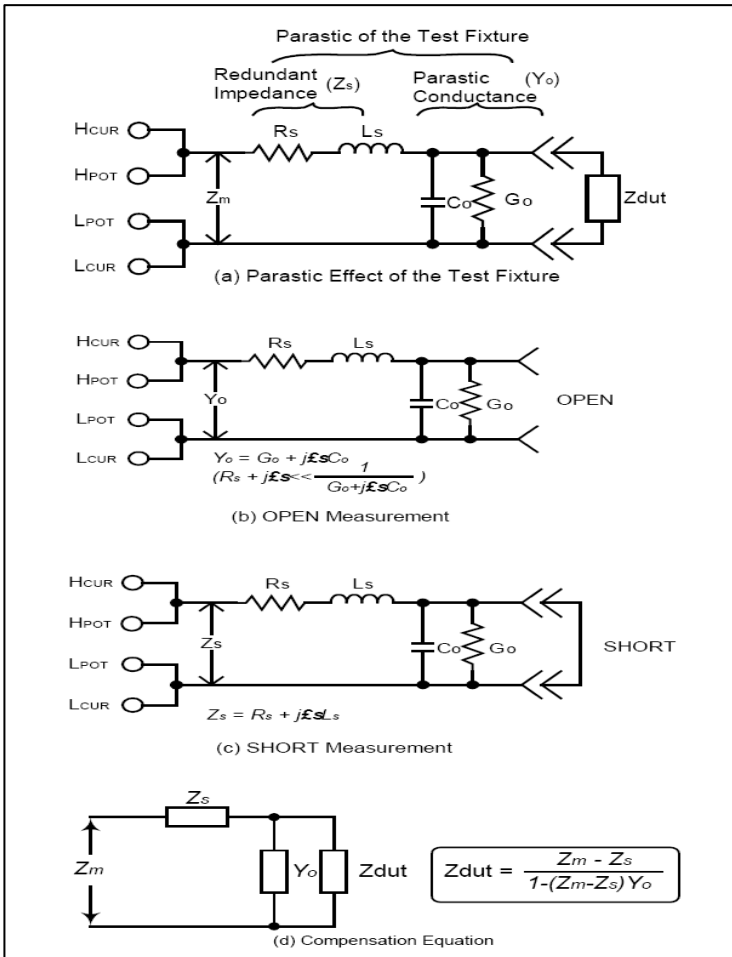 Parastic of the Test Fixture
Redundant Impedance (Zs)
Parastic Conductance (Yo)
HCUR
HPOT
LPOT
LCUR
Rs
Ls
Zm
Co
Go
Zdut
(a) Parastic Effect of the Test Fixture
HCUR
HPOT
LPOT
LCUR
Rs
Ls
Yo
Co
Go
OPEN
Yo = Go + j£sCo
(Rs + j£s<< 1 / Go+j£sCo )
(b) OPEN Measurement
HCUR
HPOT
LPOT
LCUR
Rs
Ls
Zs
Co
Go
SHORT
Zs = Rs + j£sLs
(c) SHORT Measurement
Zs
Zm
Yo
Zdut
Zdut = Zm - Zs / 1-(Zm-Zs)Yo
(d) Compensation Equation